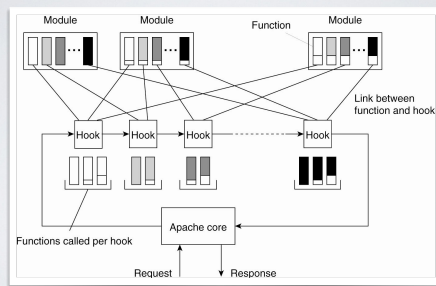 Module
Module
Function
Module
Link between
function and hook
Hook
Hook
Hook
Hook
Functions called per hook
Apache core
Request
Response